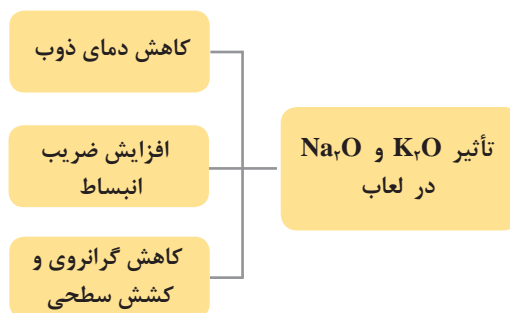 تأثیر K۲O و Na۲O
در لعاب
کاهش دمای ذوب
افزایش ضریب
انبساط
کاهش گرانروی و
کشش سطحی